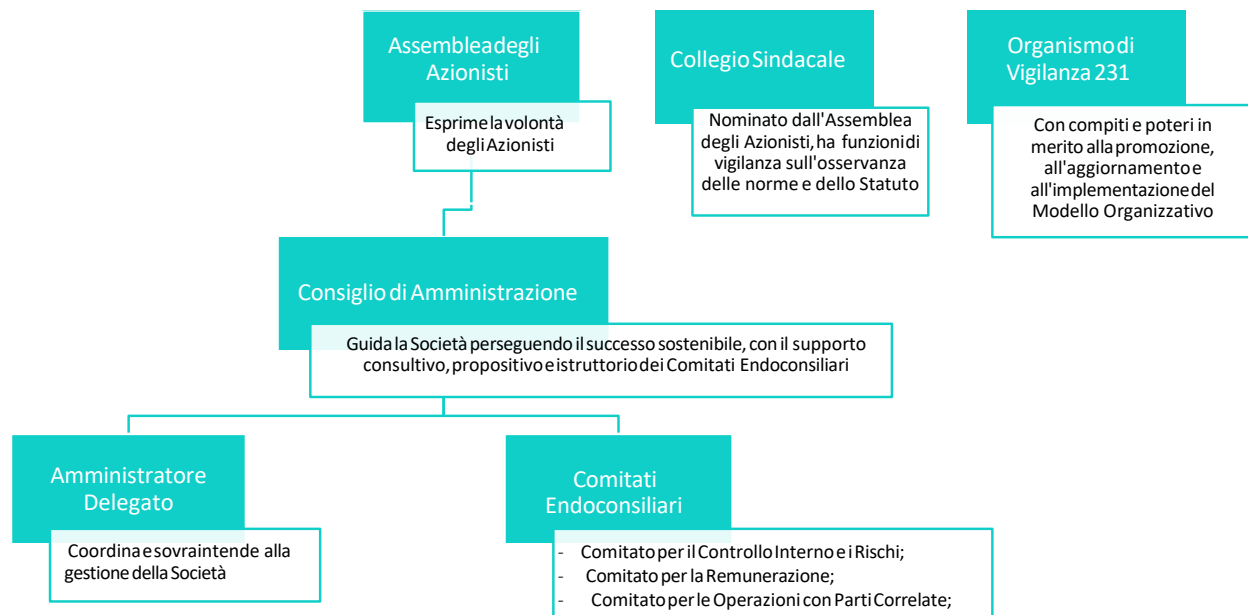 Assemblea degli
Azionisti
Esprime la volontà
degli Azionisti
Collegio Sindacale
Nominato dall'Assemblea
degli Azionisti, ha funzioni di
vigilanza sull'osservanza
delle norme e dello Statuto
Organismo di
Vigilanza 231
Con compiti e poteri in
merito alla promozione,
all'aggiornamento e
all'implementazione del
Modello Organizzativo
Consiglio di Amministrazione
Guida la Società perseguendo il successo sostenibile, con il supporto
consultivo, propositivo e istruttorio dei Comitati Endoconsiliari
Amministratore
Delegato
Coordina e sovraintende alla
gestione della Società
Comitati
Endoconsiliari
- Comitato per il Controllo Interno e i Rischi;
- Comitato per la Remunerazione;
- Comitato per le Operazioni con Parti Correlate;